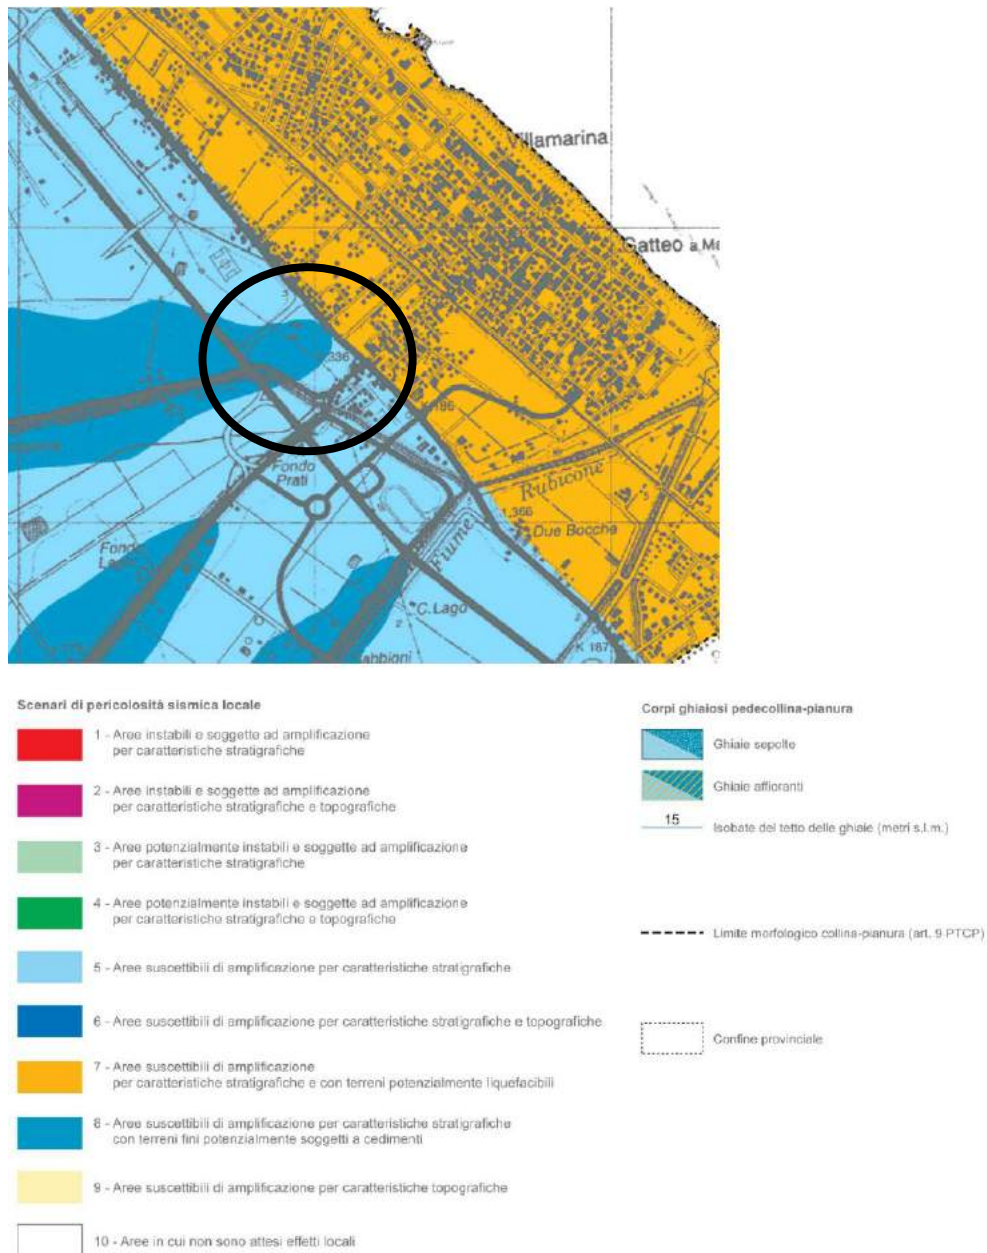 Villamarina
Gatteo a Ma
336
K 186
Fondo
Prati
Rubicone
1,366
Due Bocche
Fiume
C. Lago
K 187
Scenari di pericolosità sismica locale
1 - Aree instabili e soggette ad amplificazione
per caratteristiche stratigrafiche
2 - Aree instabili e soggette ad amplificazione
per caratteristiche stratigrafiche e topografiche
3 - Aree potenzialmente instabili e soggette ad amplificazione
per caratteristiche stratigrafiche
4 - Aree potenzialmente instabili e soggette ad amplificazione
per caratteristiche stratigrafiche e topografiche
5 - Aree suscettibili di amplificazione per caratteristiche stratigrafiche
6 - Aree suscettibili di amplificazione per caratteristiche stratigrafiche e topografiche
7 - Aree suscettibili di amplificazione
per caratteristiche stratigrafiche e con terreni potenzialmente liquefacibili
8 - Aree suscettibili di amplificazione per caratteristiche stratigrafiche
con terreni fini potenzialmente soggetti a cedimenti
9 - Aree suscettibili di amplificazione per caratteristiche topografiche
10 - Aree in cui non sono attesi effetti locali
Corpi ghiaiosi pedecollina-pianura
Ghiaie sepolte
Ghiaie affioranti
15
Isobate del tetto delle ghiaie (metri s.l.m.)
Limite morfologico collina-pianura (art. 9 PTCP)
Confine provinciale